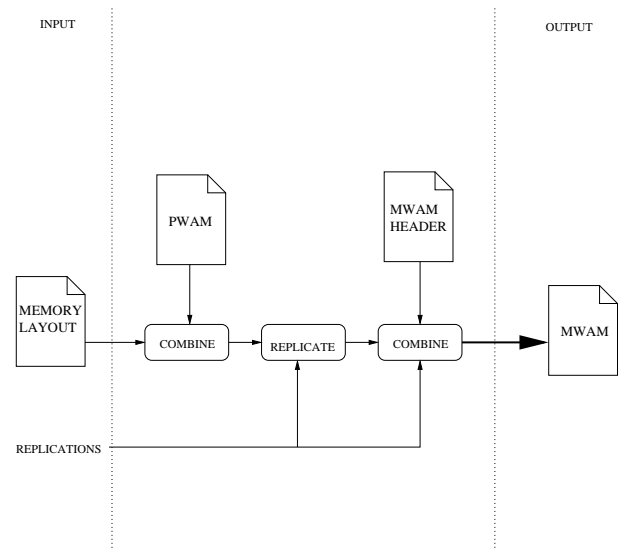 INPUT
OUTPUT
PWAM
MWAM
HEADER
MEMORY
LAYOUT
COMBINE
REPLICATE
COMBINE
MWAM
REPLICATIONS